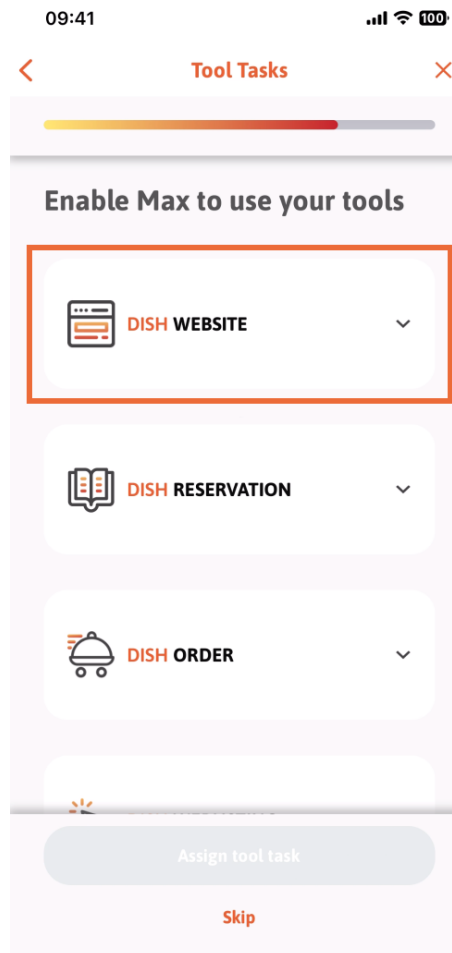 09:41
100
Tool Tasks
Enable Max to use your tools
DISH WEBSITE
DISH RESERVATION
DISH ORDER
Assign tool task
Skip